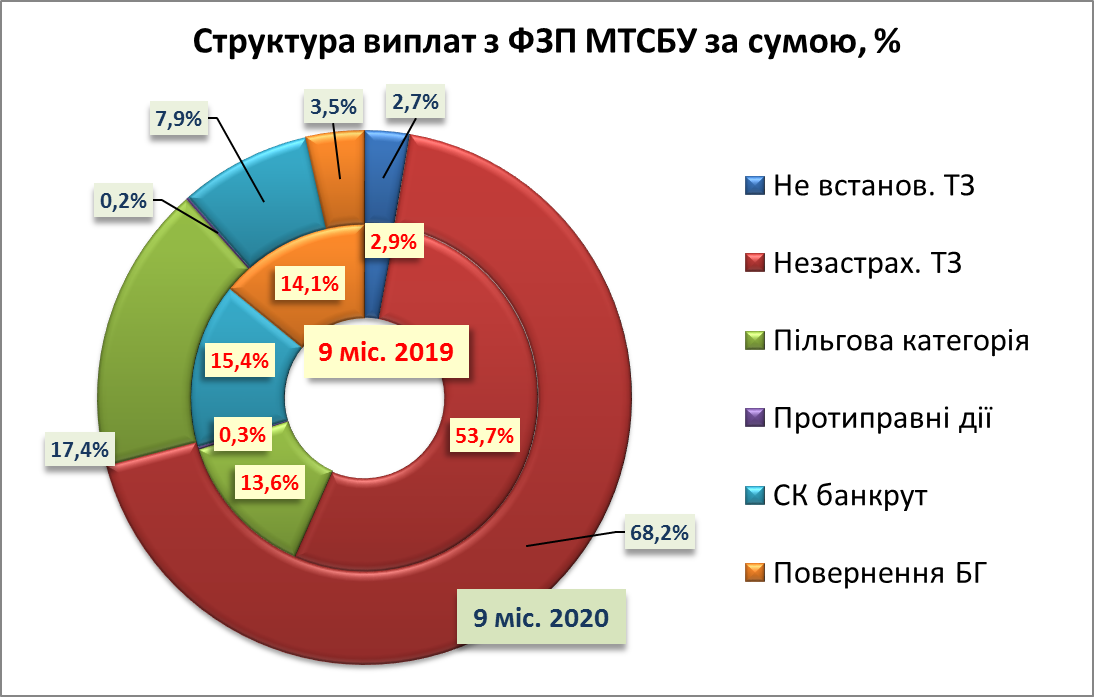 Структура виплат з ФЗП МТСБУ за сумою, %
3,5%
2,7%
7,9%
0,2%
2,9%
14,1%
9 міс. 2019
15,4%
0,3%
53,7%
17,4%
13,6%
68,2%
9 міс. 2020
Не встанов. ТЗ
Незастрах. ТЗ
Пільгова категорія
Протиправні дії
СК банкрут
Повернення БГ